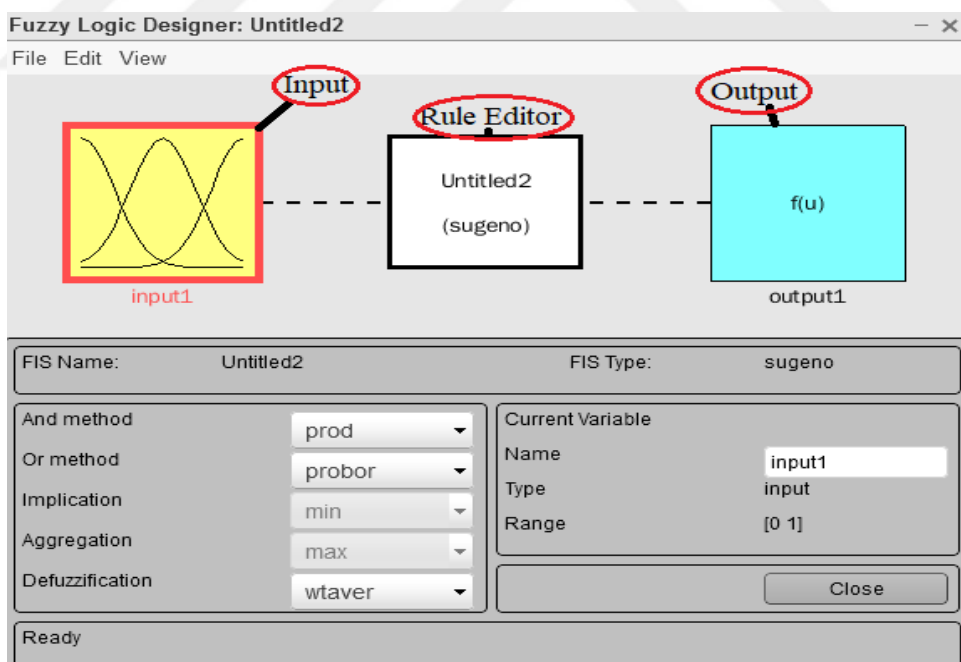 Fuzzy Logic Designer: Untitled2
File Edit View
Input
Rule Editor
Output
Untitled2
(sugeno)
f(u)
input1
output1
FIS Name: Untitled2
FIS Type: sugeno
And method prod
Or method probor
Implication min
Aggregation max
Defuzzification wtaver
Current Variable
Name input1
Type input
Range [0 1]
Close
Ready